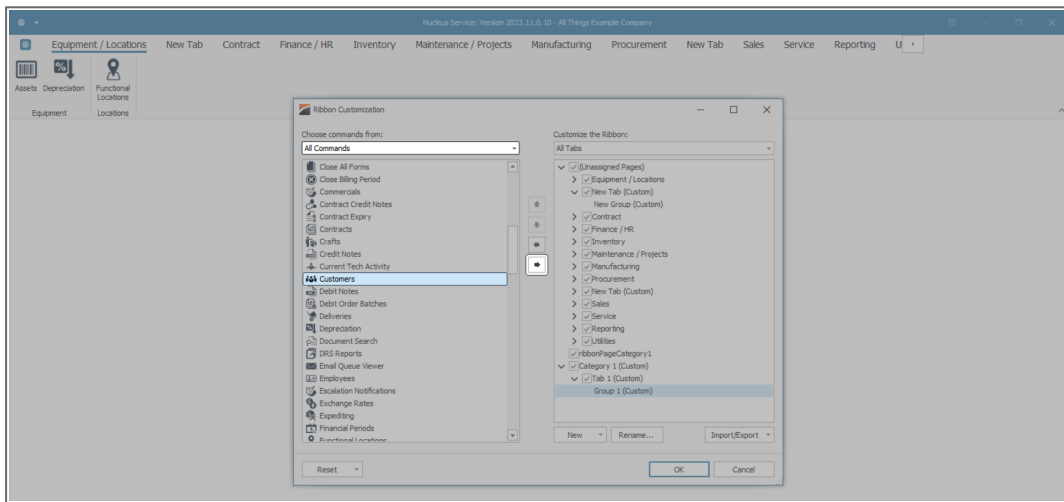 Nucleus Service: Version 2023.11.0.10 - All Things Example Company
Equipment / Locations New Tab Contract Finance / HR Inventory Maintenance / Projects Manufacturing Procurement New Tab Sales Service Reporting U
Assets Depreciation Functional Locations
Equipment Locations
Ribbon Customization
Choose commands from:
All Commands
Close All Forms
Close Billing Period
Commercials
Contract Credit Notes
Contract Expiry
Contracts
Crafts
Credit Notes
Current Tech Activity
Customers
Debit Notes
Debit Order Batches
Deliveries
Depreciation
Document Search
DRS Reports
Email Queue Viewer
Employees
Escalation Notifications
Exchange Rates
Expediting
Financial Periods
Functional Locations
Customize the Ribbon:
All Tabs
(Unassigned Pages)
Equipment / Locations
New Tab (Custom)
New Group (Custom)
Contract
Finance / HR
Inventory
Maintenance / Projects
Manufacturing
Procurement
New Tab (Custom)
Sales
Service
Reporting
Utilities
ribbonPageCategory1
Category 1 (Custom)
Tab 1 (Custom)
Group 1 (Custom)
New Rename... Import/Export
Reset OK Cancel